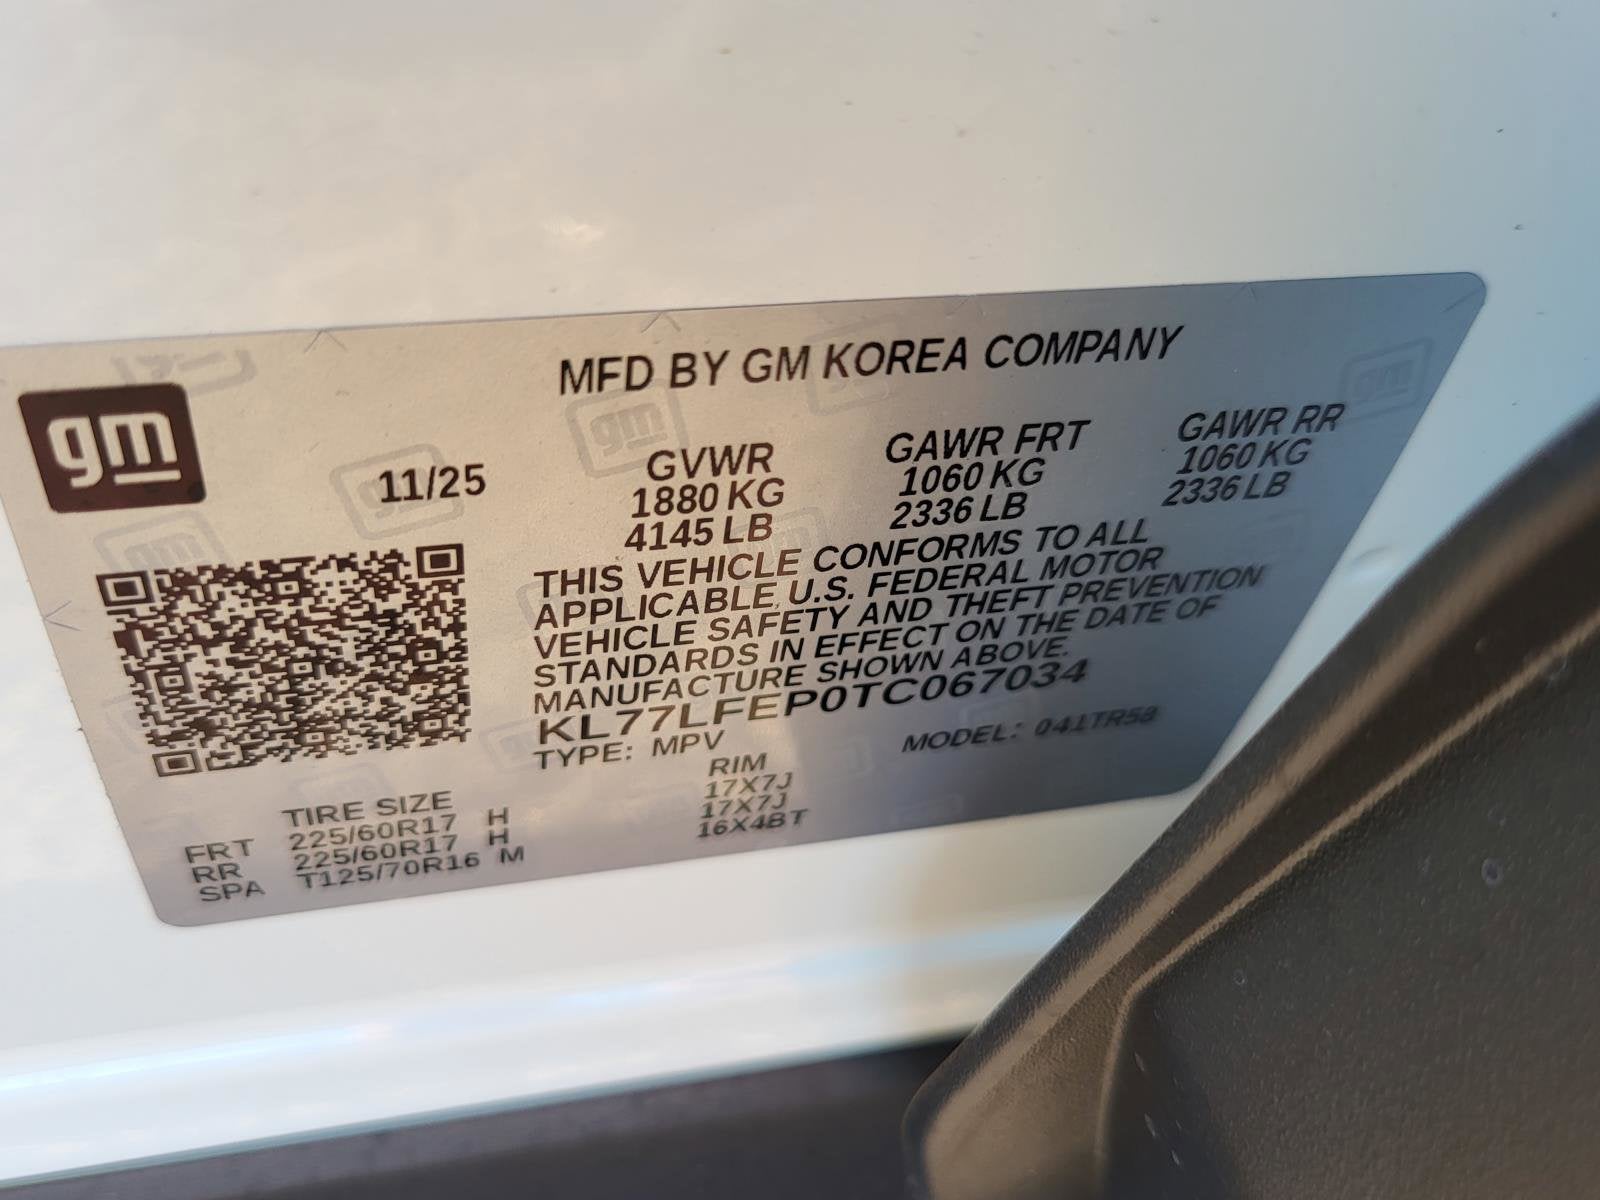 gm
MFD BY GM KOREA COMPANY
11/25
GVWR GAWR FRT GAWR RR
1880 KG 1060 KG 1060 KG
4145 LB 2336 LB 2336 LB
THIS VEHICLE CONFORMS TO ALL
APPLICABLE U.S. FEDERAL MOTOR
VEHICLE SAFETY AND THEFT PREVENTION
STANDARDS IN EFFECT ON THE DATE OF
MANUFACTURE SHOWN ABOVE.
KL77LFEP0TC067034
TYPE: MPV MODEL: 041TR58
TIRE SIZE RIM
FRT 225/60R17 H 17X7J
RR 225/60R17 H 17X7J
SPA T125/70R16 M 16X4BT